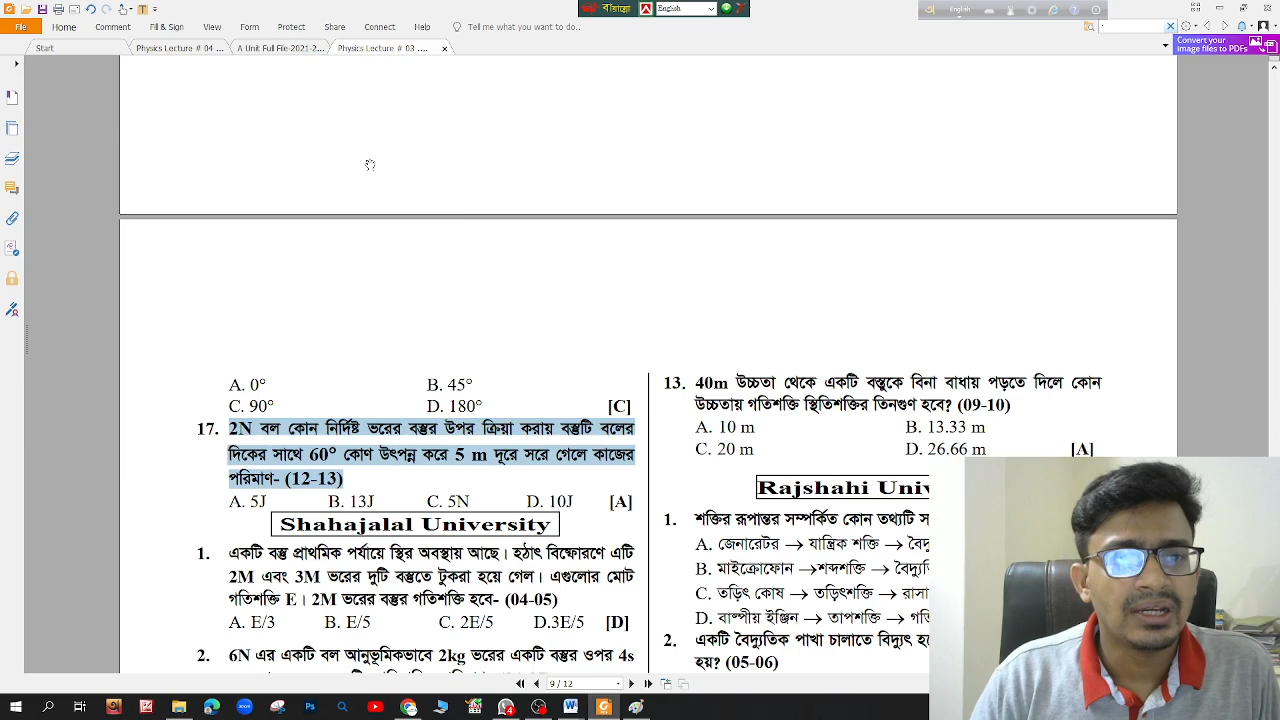 বাংলা
English
English
File
Home
Comment
Fill & Sign
View
Form
Protect
Share
Connect
Help
Tell me what you want to do..
Convert your
image files to PDFs
Start
Physics Lecture # 04 ...
A Unit Full File-2021-2...
Physics Lecture # 03 ....
A. 0° B. 45°
C. 90° D. 180° [C]
17. 2N বল কোন নির্দিষ্ট ভরের বস্তুর উপর ক্রিয়া করায় বস্তুটি বলের
দিকের সাথে 60° কোণ উৎপন্ন করে 5 m দূরে সরে গেলে কাজের
পরিমাণ- (12-13)
A. 5J B. 13J C. 5N D. 10J [A]
Shahajalal University
1. একটি বস্তু প্রাথমিক পর্যায়ে স্থির অবস্থায় আছে। হঠাৎ বিষ্ফোরণে এটি
2M এবং 3M ভরের দুটি বস্তুতে টুকরা হয়ে গেল। এগুলোর মোট
গতিশক্তি E। 2M ভরের বস্তুর গতিশক্তি হবে- (04-05)
A. E/3 B. E/5 C. 2E/5 D.3E/5 [D]
2. 6N এর একটি বল আনুভূমিকভাবে 2kg ভরের একটি বস্তুর ওপর 4s
13. 40m উচ্চতা থেকে একটি বস্তুকে বিনা বাধায় পড়তে দিলে কোন
উচ্চতায় গতিশক্তি স্থিতিশক্তির তিনগুণ হবে? (09-10)
A. 10 m B. 13.33 m
C. 20 m D. 26.66 m [A]
Rajshahi Univ
1. শক্তির রূপান্তর সম্পর্কিত কোন তথ্যটি স
A. জেনারেটর → যান্ত্রিক শক্তি → বৈদ্যু
B. মাইক্রোফোন →শব্দশক্তি → বৈদ্যুতি
C. তড়িৎ কোষ → তড়িৎশক্তি → রাসা
D. বাষ্পীয় ইঞ্জিন → তাপশক্তি → গতি
2. একটি বৈদ্যুতিক পাখা চালাতে বিদ্যুৎ
হয়? (05-06)
9 / 12